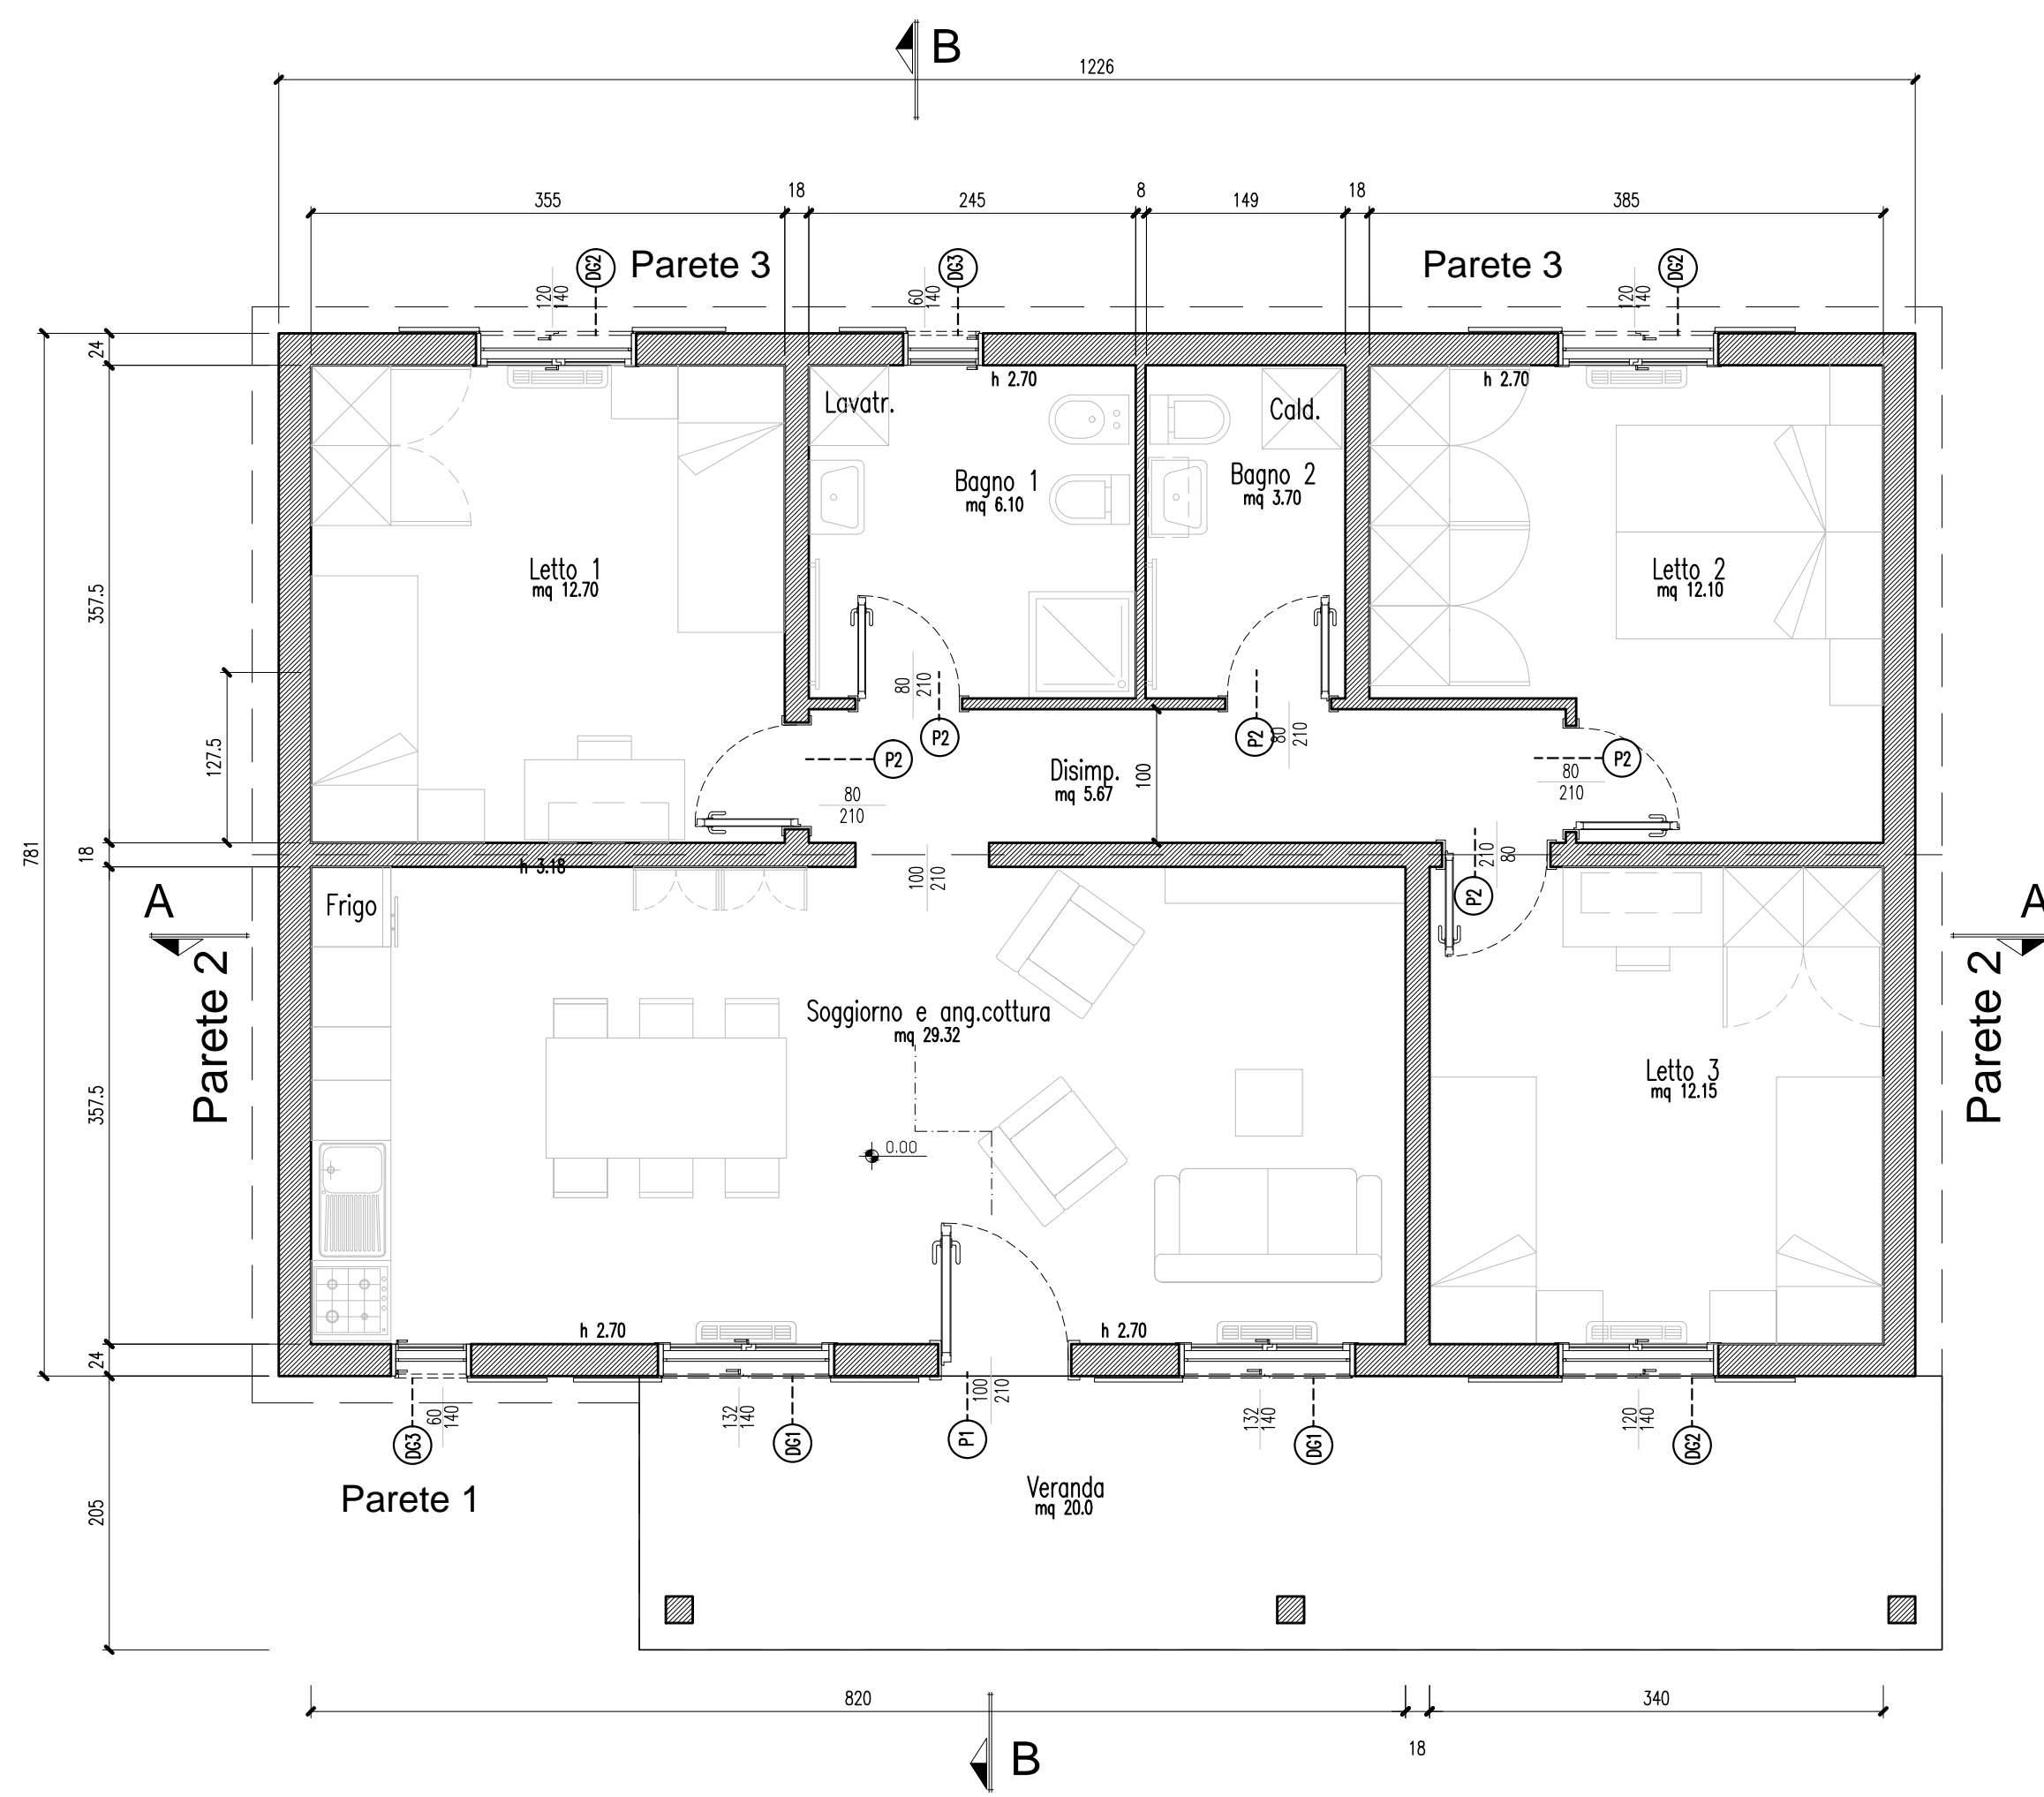 B
1226
355
18
245
8
149
18
385
Parete 3
Parete 3
DG2
DG3
DG2
120
140
60
140
120
140
24
h 2.70
h 2.70
Lavatr.
Cald.
Bagno 1
mq 6.10
Bagno 2
mq 3.70
Letto 1
mq 12.70
Letto 2
mq 12.10
357.5
80
210
P2
P2
80
210
P2
P2
127.5
Disimp.
mq 5.67
100
80
210
80
210
781
18
h 3.18
100
210
210
80
P2
A
Frigo
A
Parete 2
Parete 2
Soggiorno e ang.cottura
mq 29.32
Letto 3
mq 12.15
357.5
0.00
h 2.70
h 2.70
24
100
210
60
140
132
140
132
140
120
140
DG3
DG1
P1
DG1
DG2
Parete 1
Veranda
mq 20.0
205
820
340
18
B